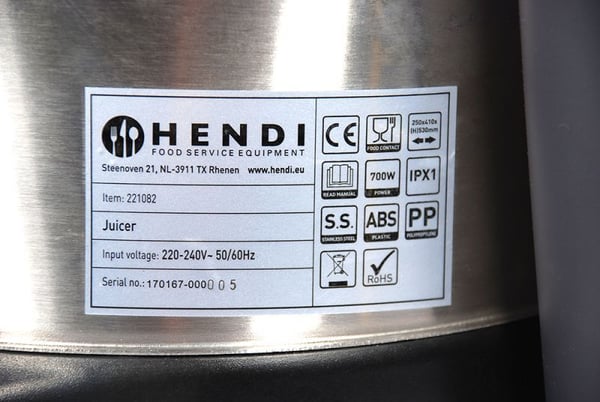 HENDI
FOOD SERVICE EQUIPMENT
Steenoven 21, NL-3911 TX Rhenen www.hendi.eu
Item: 221082
Juicer
Input voltage: 220-240V~ 50/60Hz
Serial no.: 170167-000005
CE
FOOD CONTACT
250x410x
(H)530mm
READ MANUAL
700W
POWER
IPX1
S.S.
STAINLESS STEEL
ABS
PLASTIC
PP
POLYPROPYLENE
RoHS